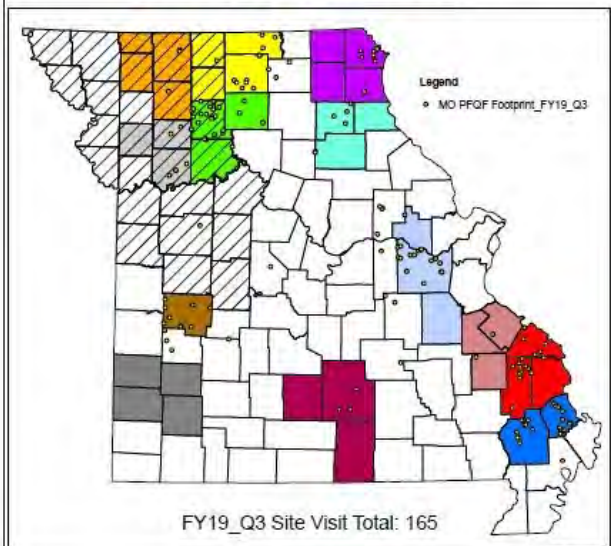 Legend
MO PFQF Footprint_FY19_Q3
FY19_Q3 Site Visit Total: 165